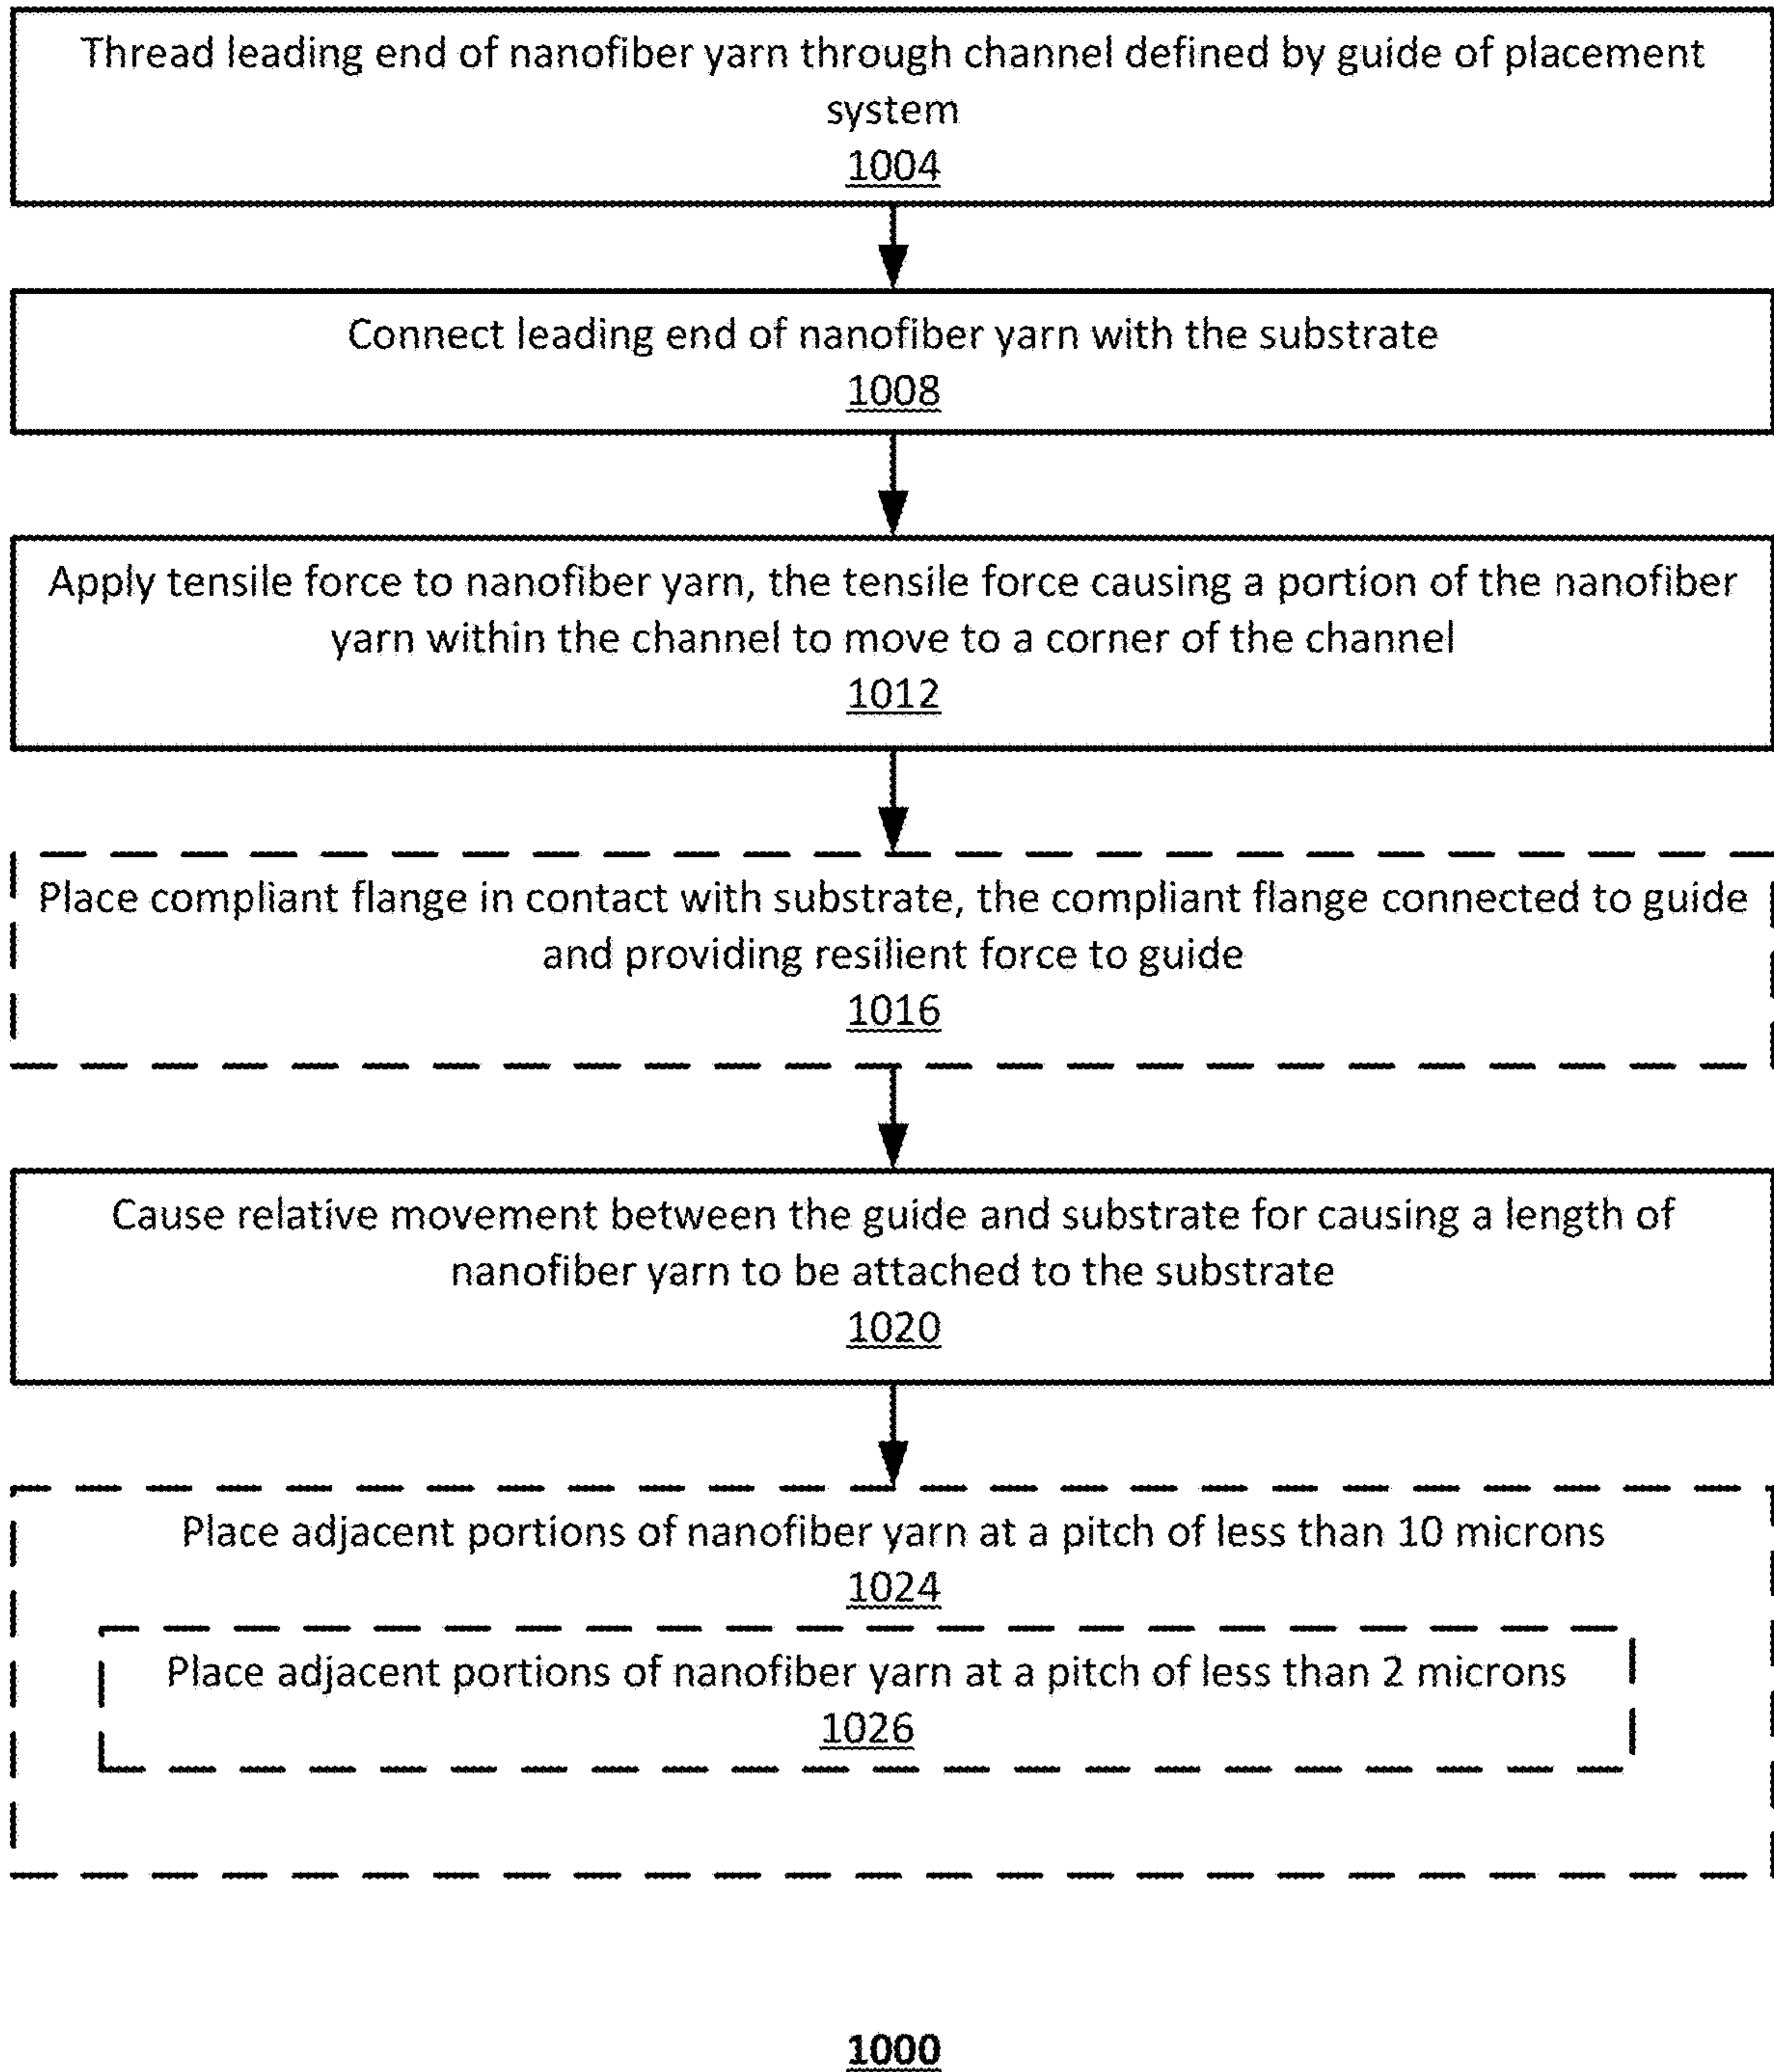 Thread leading end of nanofiber yarn through channel defined by guide of placement
system
1004
Connect leading end of nanofiber yarn with the substrate
1008
Apply tensile force to nanofiber yarn, the tensile force causing a portion of the nanofiber
yarn within the channel to move to a corner of the channel
1012
Place compliant flange in contact with substrate, the compliant flange connected to guide
and providing resilient force to guide
1016
Cause relative movement between the guide and substrate for causing a length of
nanofiber yarn to be attached to the substrate
1020
Place adjacent portions of nanofiber yarn at a pitch of less than 10 microns
1024
Place adjacent portions of nanofiber yarn at a pitch of less than 2 microns
1026
1000